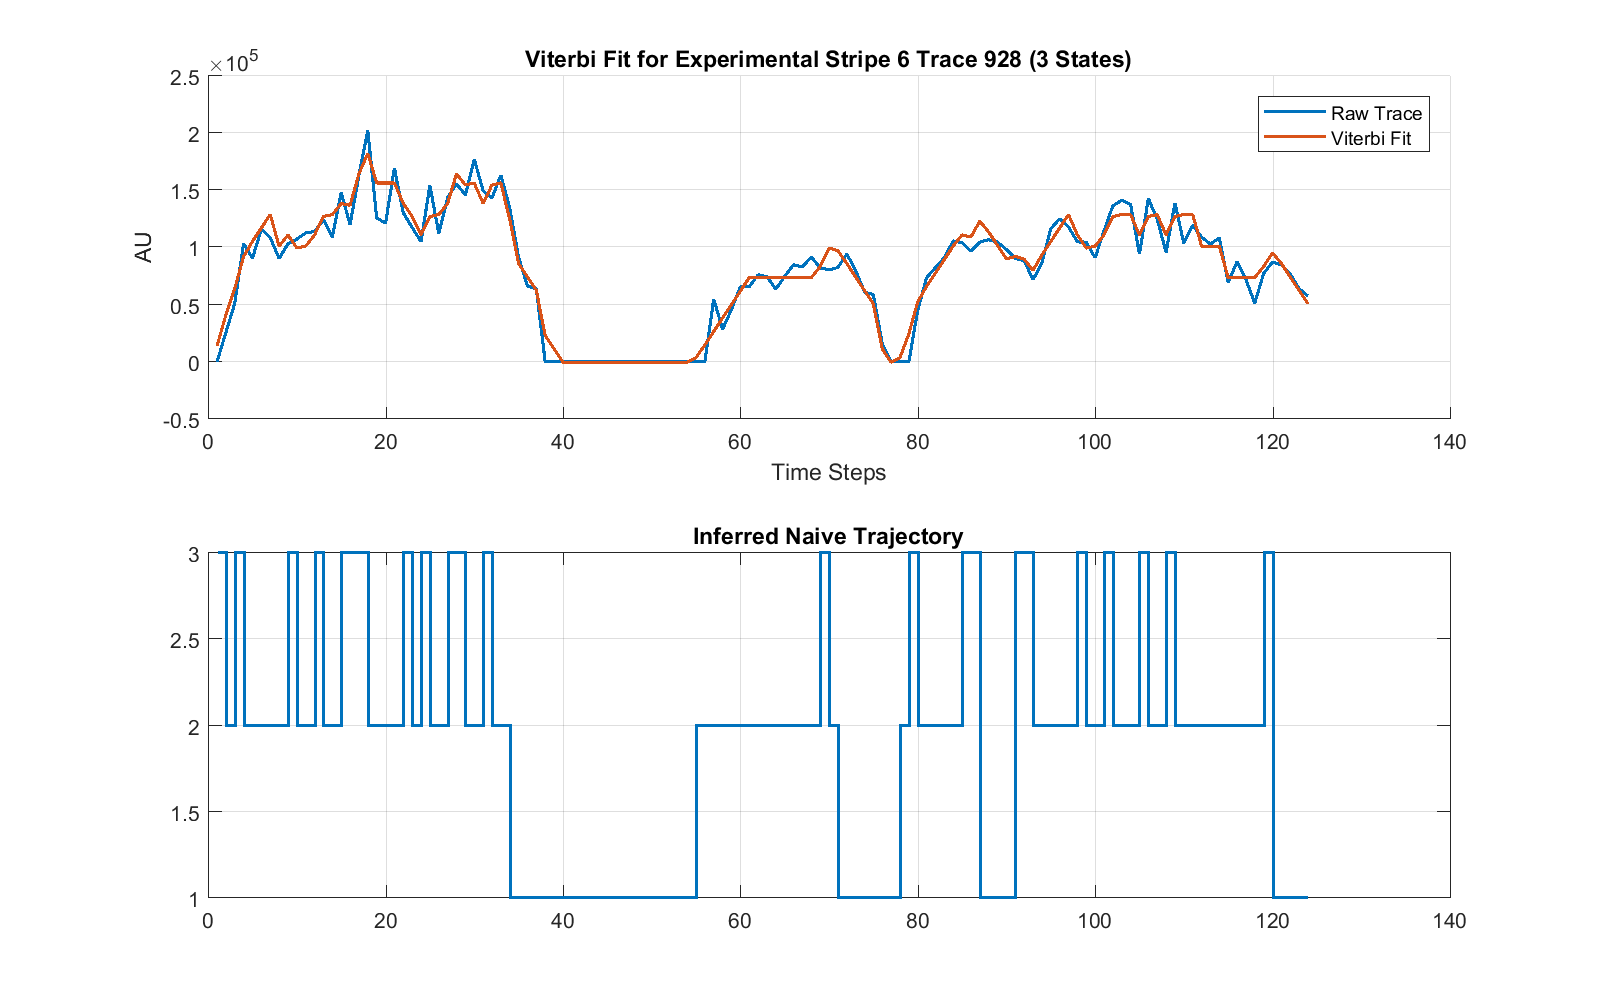 Viterbi Fit for Experimental Stripe 6 Trace 928 (3 States)
×10^5
2.5
2
1.5
1
0.5
0
-0.5
AU
Raw Trace
Viterbi Fit
0 20 40 60 80 100 120 140
Time Steps
Inferred Naive Trajectory
3
2.5
2
1.5
1
0 20 40 60 80 100 120 140